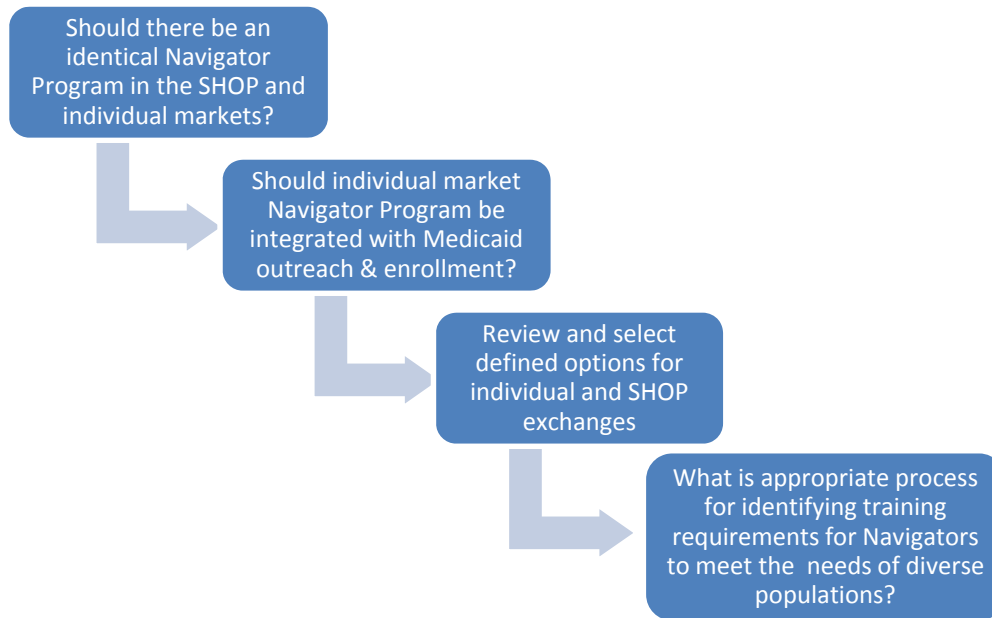 Should there be an
identical Navigator
Program in the SHOP and
individual markets?
Should individual market
Navigator Program be
integrated with Medicaid
outreach & enrollment?
Review and select
defined options for
individual and SHOP
exchanges
What is appropriate process
for identifying training
requirements for Navigators
to meet the  needs of diverse
populations?